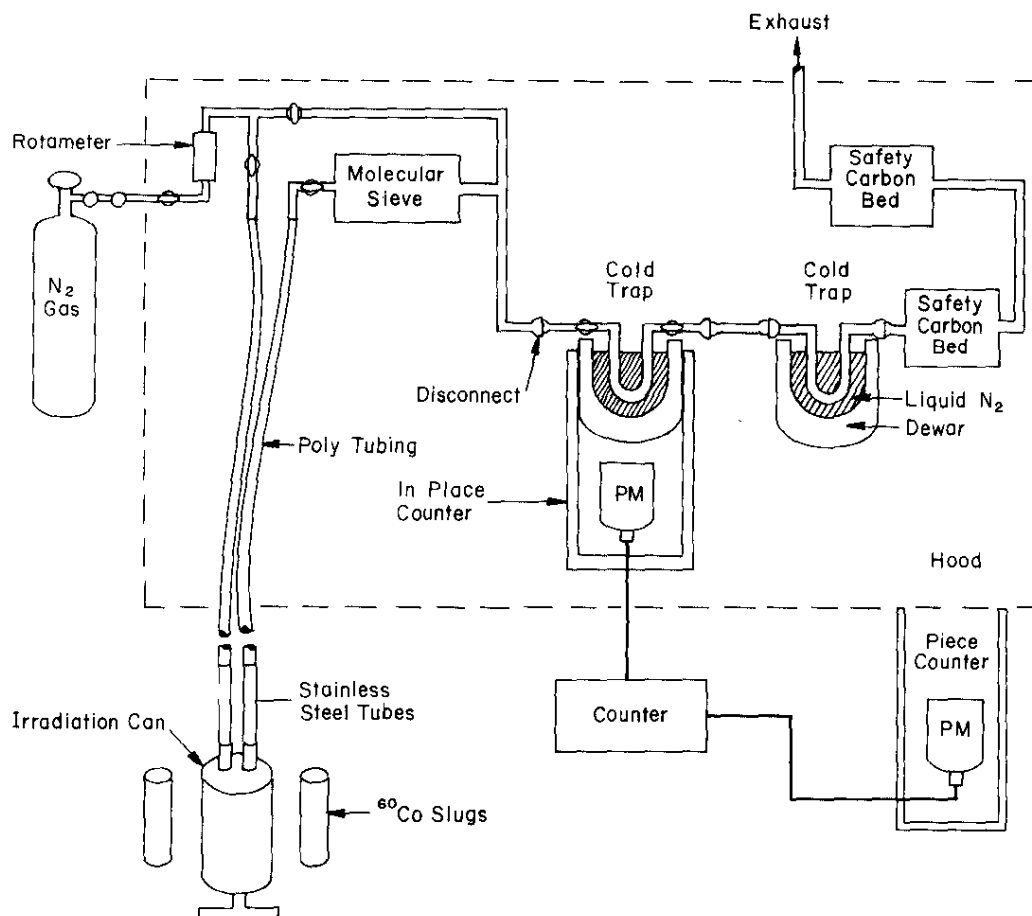 Exhaust
Rotameter
Molecular
Sieve
Safety
Carbon
Bed
N₂
Gas
Cold
Trap
Cold
Trap
Safety
Carbon
Bed
Disconnect
Liquid N₂
Dewar
Poly Tubing
In Place
Counter
PM
Hood
Stainless
Steel Tubes
Irradiation Can
Counter
Piece
Counter
PM
⁶⁰Co Slugs